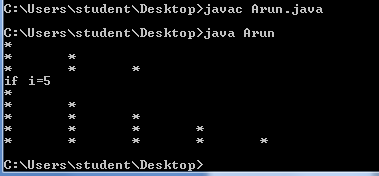 C:\Users\student\Desktop>javac Arun.java
C:\Users\student\Desktop>java Arun
*
*       *
*       *       *
if i=5
*
*       *
*       *       *
*       *       *       *
*       *       *       *       *
C:\Users\student\Desktop>